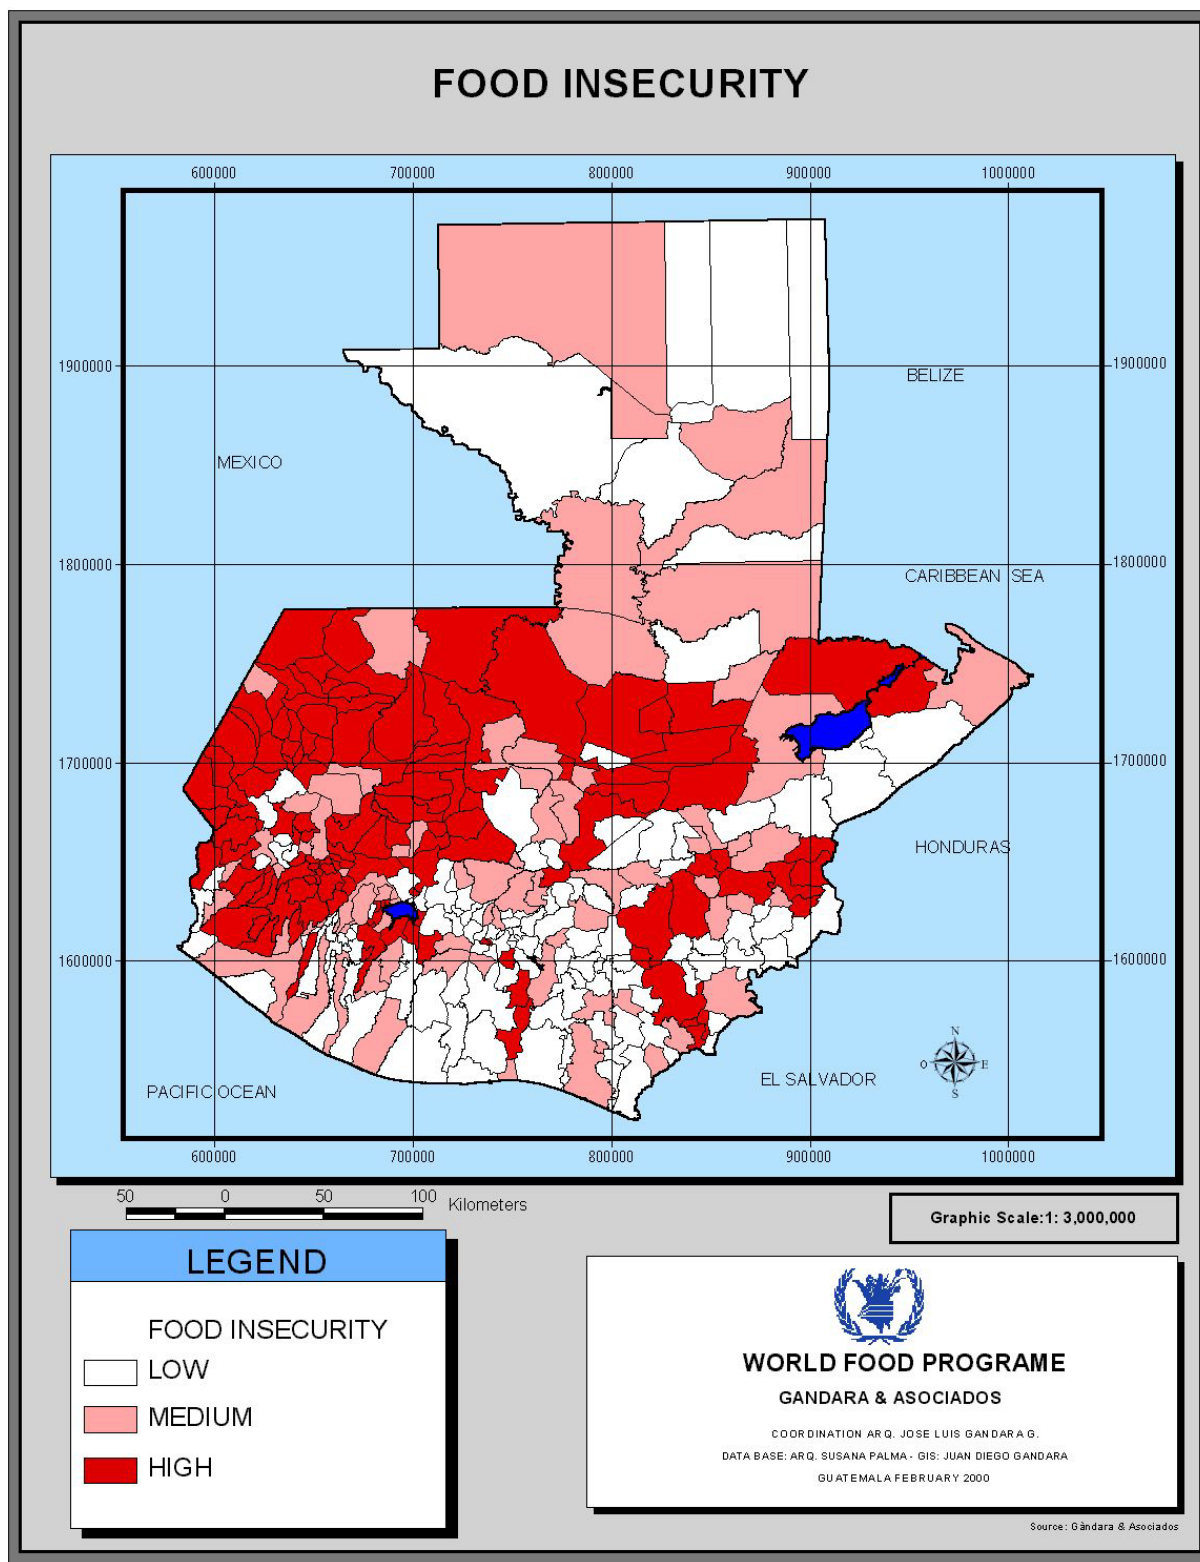 FOOD INSECURITY
600000 700000 800000 900000 1000000
1900000 1900000
BELIZE
MEXICO
1800000 1800000
CARIBBEAN SEA
1700000 1700000
HONDURAS
1600000 1600000
N
O E
S
EL SALVADOR
PACIFIC OCEAN
600000 700000 800000 900000 1000000
50 0 50 100 Kilometers
Graphic Scale:1: 3,000,000
LEGEND
FOOD INSECURITY
LOW
MEDIUM
HIGH
WORLD FOOD PROGRAME
GANDARA & ASOCIADOS
COORDINATION ARQ. JOSE LUIS GANDARA G.
DATA BASE: ARQ. SUSANA PALMA - GIS: JUAN DIEGO GANDARA
GUATEMALA FEBRUARY 2000
Source: Gàndara & Asociados